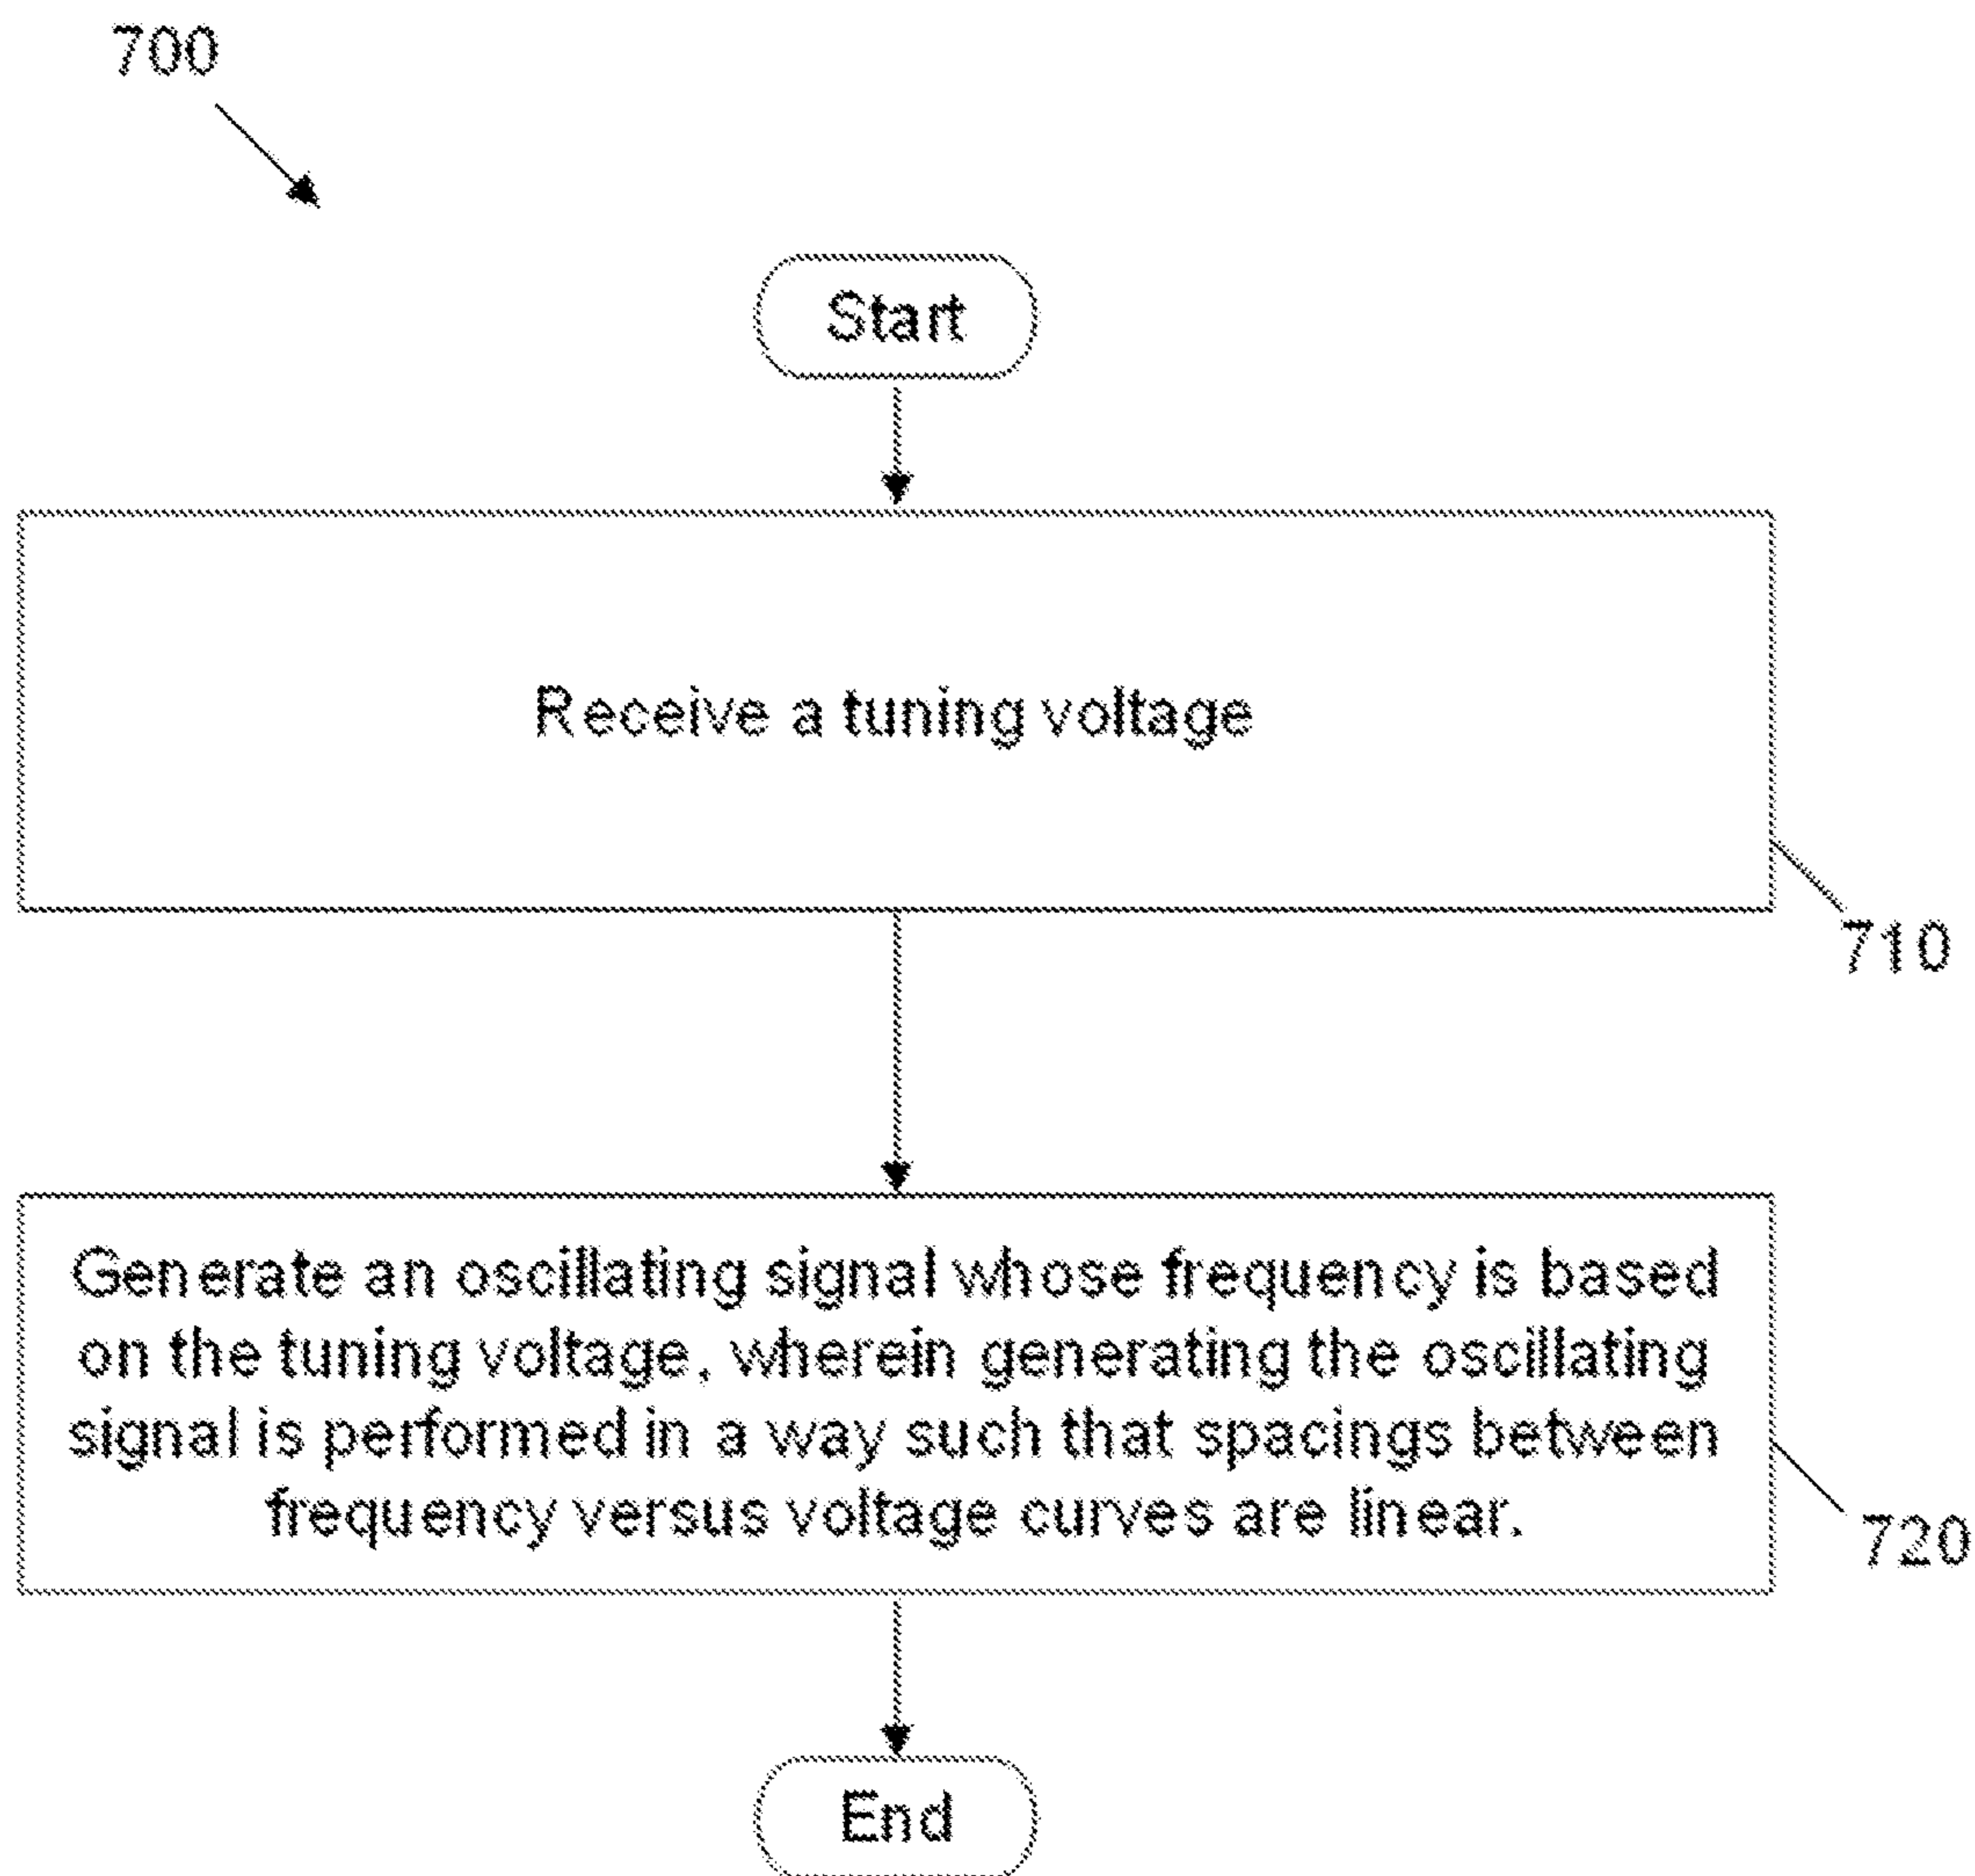 700
Start
Receive a tuning voltage
710
Generate an oscillating signal whose frequency is based
on the tuning voltage, wherein generating the oscillating
signal is performed in a way such that spacings between
frequency versus voltage curves are linear.
720
End